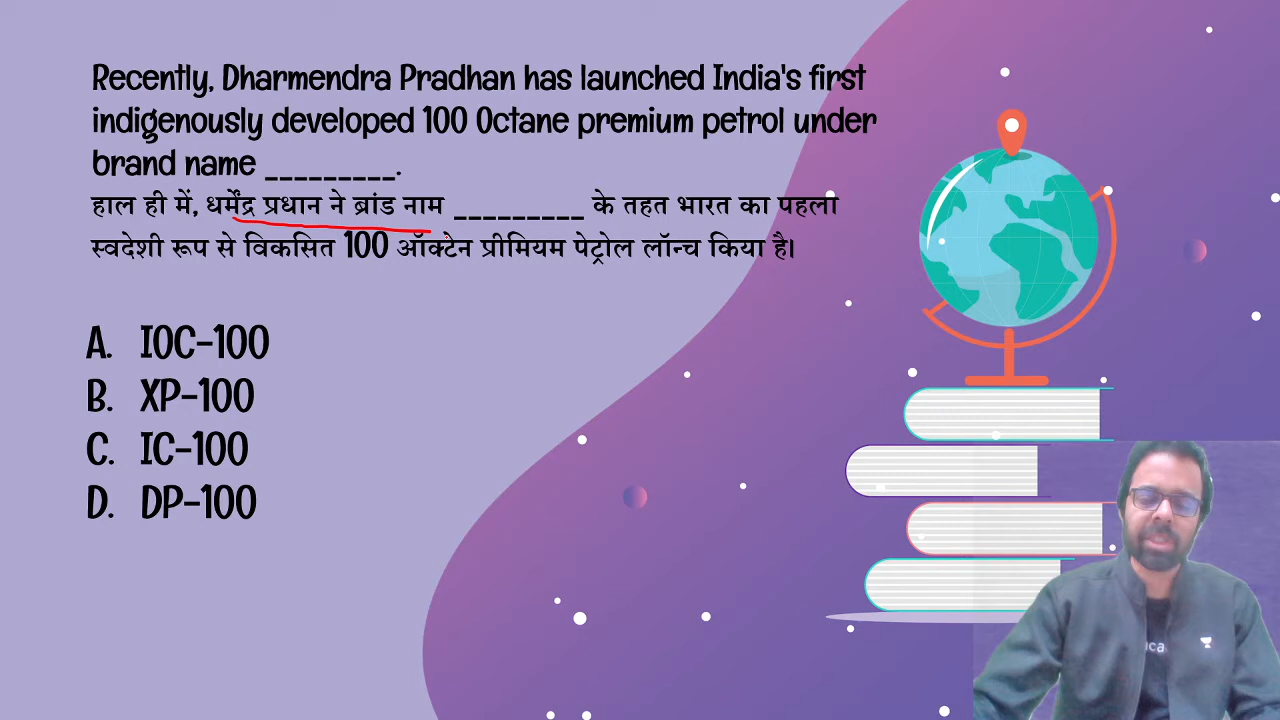 Recently, Dharmendra Pradhan has launched India's first
indigenously developed 100 Octane premium petrol under
brand name _________.
हाल ही में, धर्मेंद्र प्रधान ने ब्रांड नाम _________ के तहत भारत का पहला
स्वदेशी रूप से विकसित 100 ऑक्टेन प्रीमियम पेट्रोल लॉन्च किया है।
A. IOC-100
B. XP-100
C. IC-100
D. DP-100